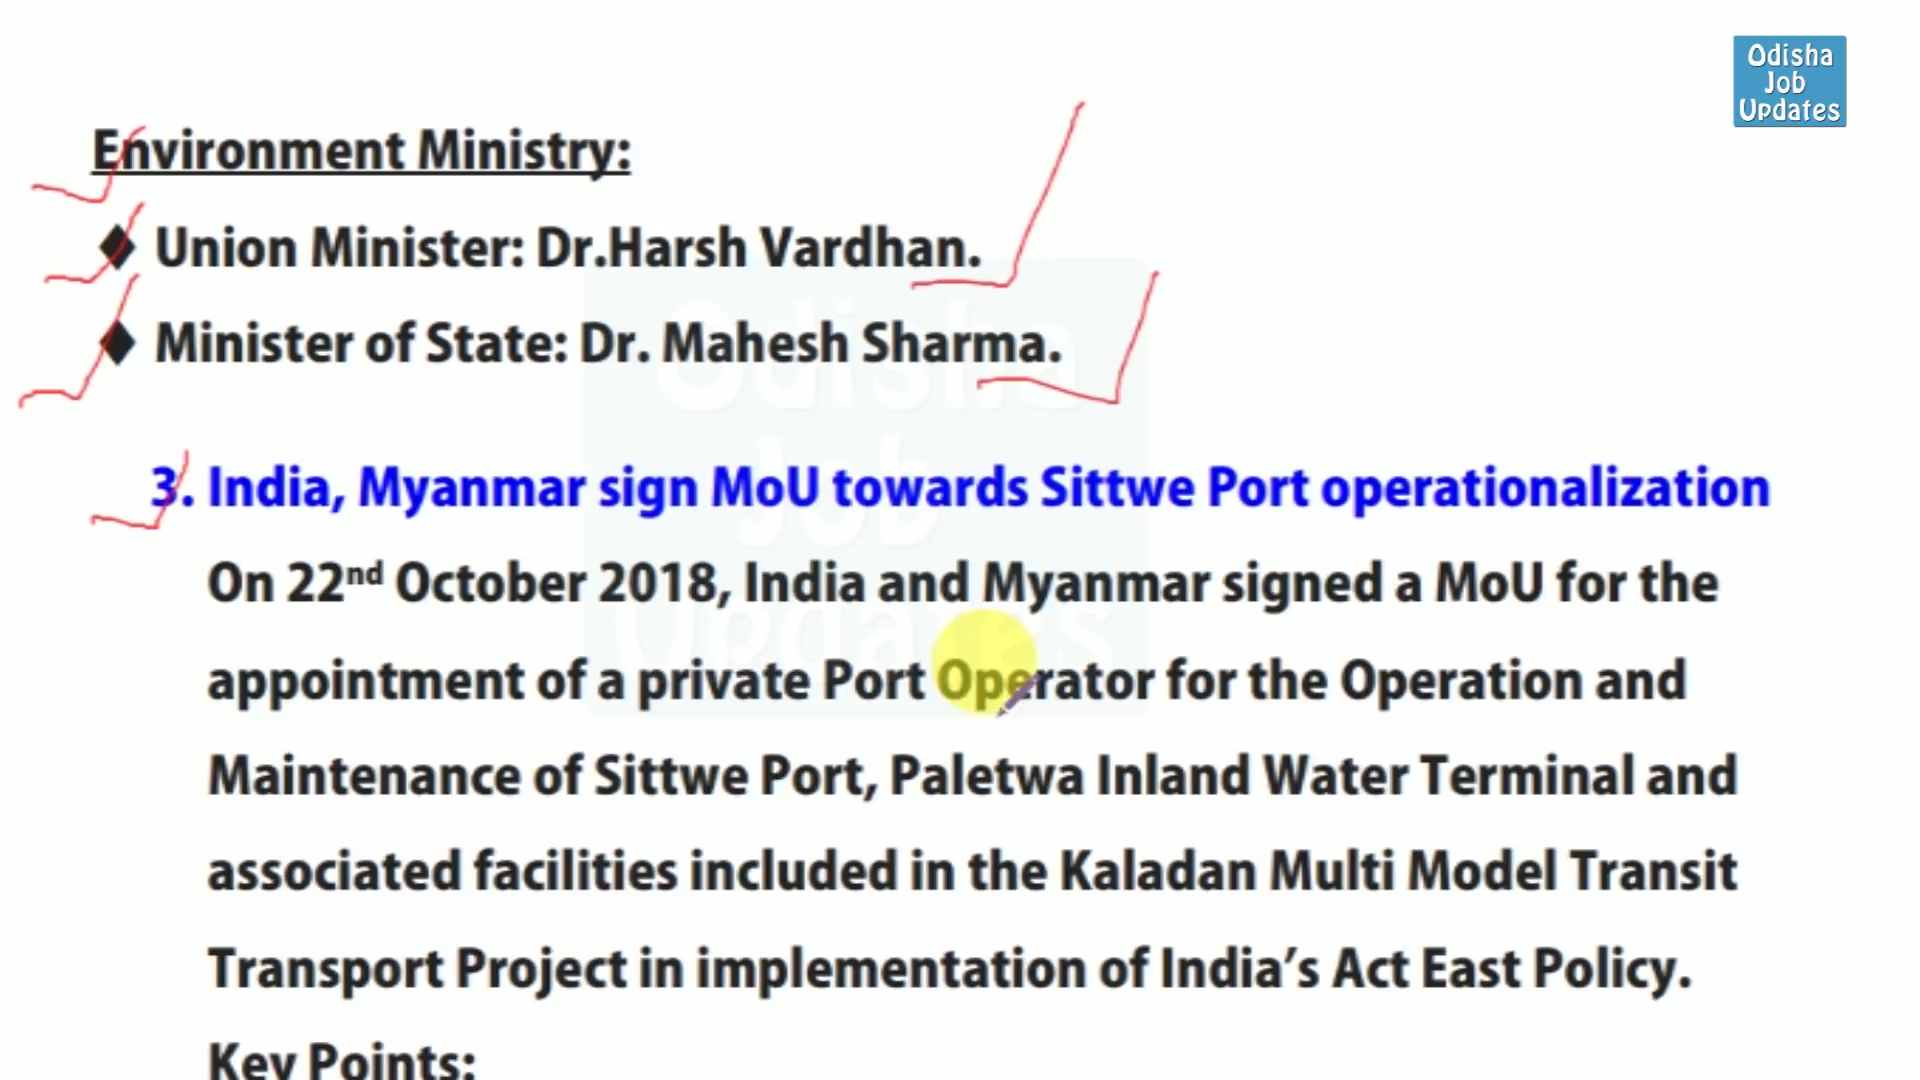 Odisha
Job
Updates
Environment Ministry:
♦ Union Minister: Dr.Harsh Vardhan.
♦ Minister of State: Dr. Mahesh Sharma.
3. India, Myanmar sign MoU towards Sittwe Port operationalization
On 22nd October 2018, India and Myanmar signed a MoU for the
appointment of a private Port Operator for the Operation and
Maintenance of Sittwe Port, Paletwa Inland Water Terminal and
associated facilities included in the Kaladan Multi Model Transit
Transport Project in implementation of India’s Act East Policy.
Key Points:
Odisha
Job
Updates